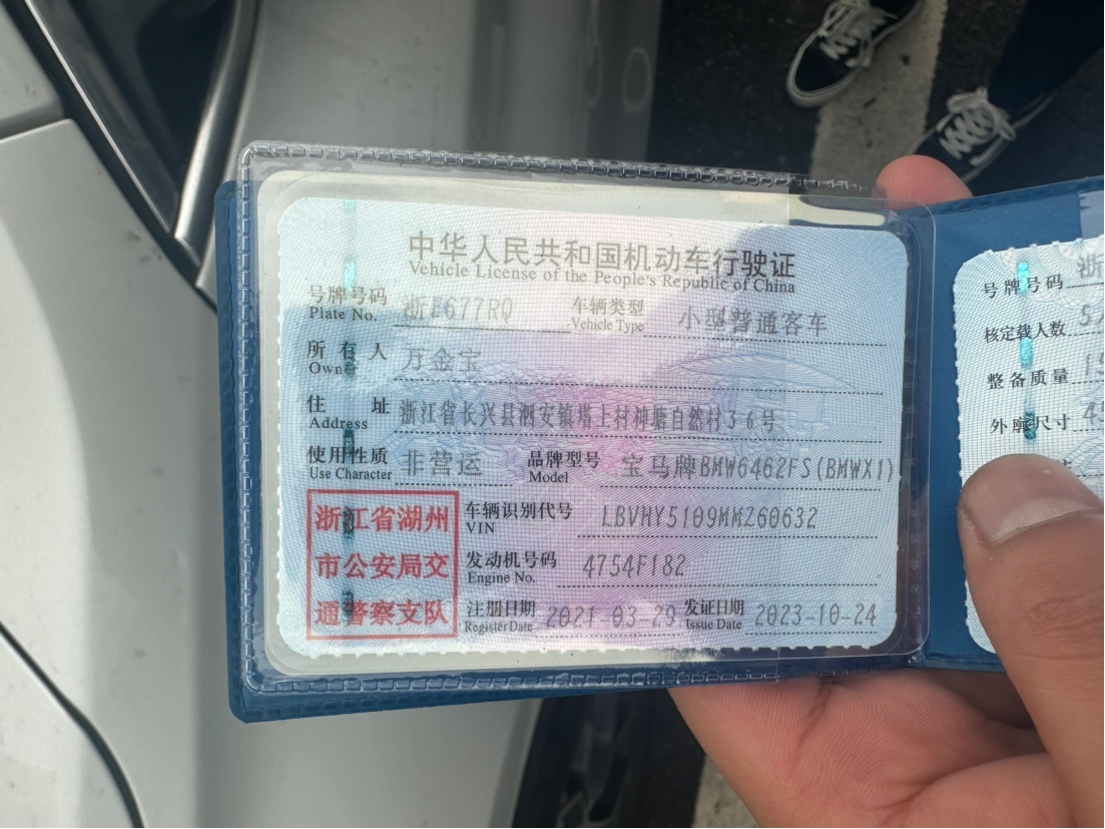 中华人民共和国机动车行驶证
Vehicle License of the People's Republic of China
号牌号码 Plate No. 浙E677RQ 车辆类型 Vehicle Type 小型普通客车
所有人 Owner 万金宝
住址 Address 浙江省长兴县泗安镇塔上村神塘自然村36号
使用性质 Use Character 非营运 品牌型号 Model 宝马牌BMW6462FS(BMWX1)
浙江省湖州
市公安局交
通警察支队
车辆识别代号 VIN LBVHY5109MMZ60632
发动机号码 Engine No. 4754F182
注册日期 Register Date 2021-03-29 发证日期 Issue Date 2023-10-24
号牌号码 浙
核定载人数
整备质量
外廓尺寸